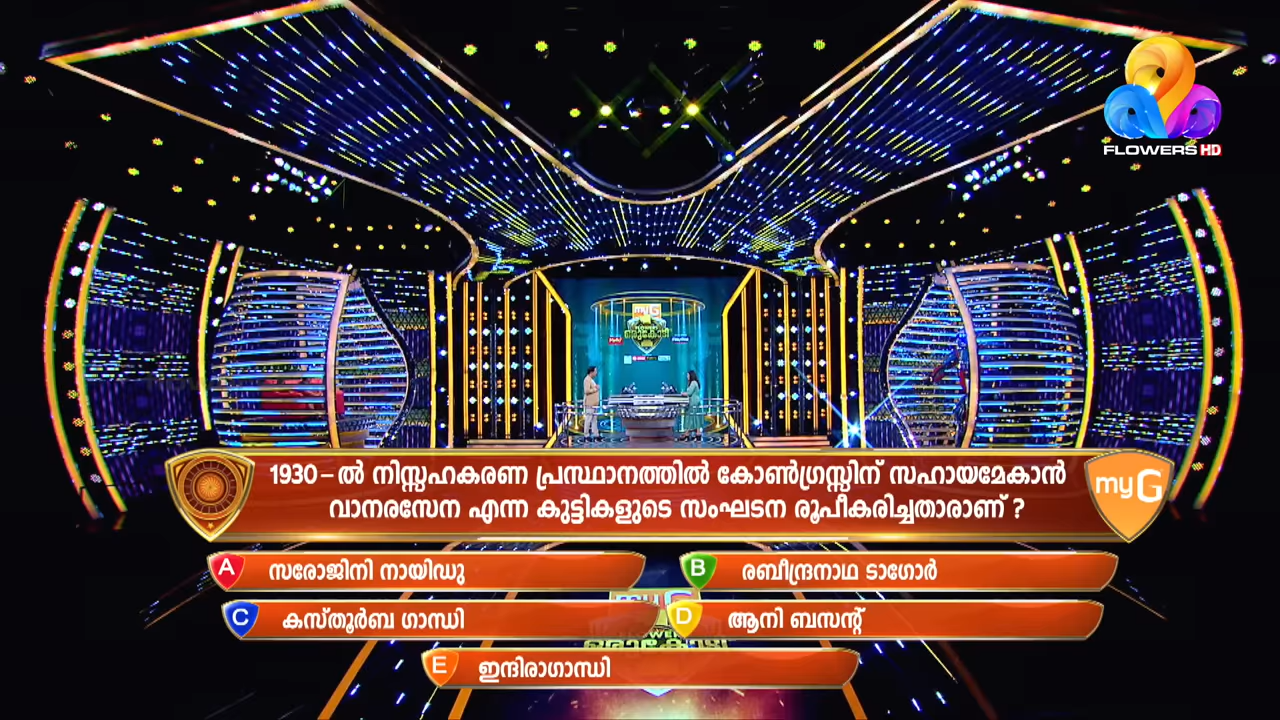 FLOWERS HD
1930-ൽ നിസ്സഹകരണ പ്രസ്ഥാനത്തിൽ കോൺഗ്രസ്സിന് സഹായമേകാൻ
വാനരസേന എന്ന കുട്ടികളുടെ സംഘടന രൂപീകരിച്ചതാരാണ് ?
myG
A സരോജിനി നായിഡു
B രബീന്ദ്രനാഥ ടാഗോർ
C കസ്തൂർബ ഗാന്ധി
D ആനി ബസന്റ്
E ഇന്ദിരാഗാന്ധി